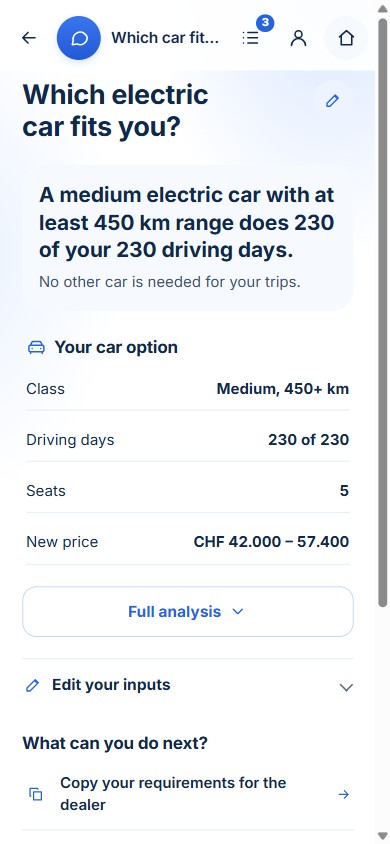 Which car fit...
3
Which electric
car fits you?
A medium electric car with at
least 450 km range does 230
of your 230 driving days.
No other car is needed for your trips.
Your car option
Class Medium, 450+ km
Driving days 230 of 230
Seats 5
New price CHF 42.000 – 57.400
Full analysis
Edit your inputs
What can you do next?
Copy your requirements for the
dealer